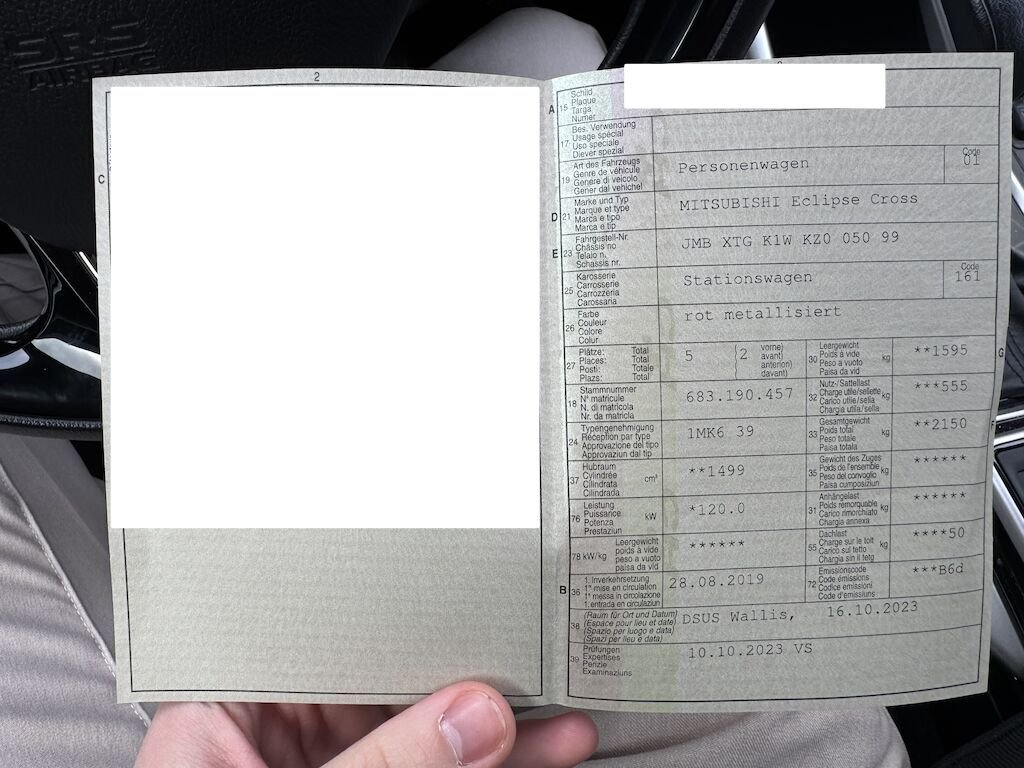 SRS
AIRBAG
2
C
A 15 Schild
Plaque
Targa
Numer
17 Bes. Verwendung
Usage spécial
Uso speciale
Diever spezial
19 Art des Fahrzeugs
Genre de véhicule
Genere di veicolo
Gener dal vehichel
Personenwagen
Code
01
D 21 Marke und Typ
Marque et type
Marca e tipo
Marca e tip
MITSUBISHI Eclipse Cross
E 23 Fahrgestell-Nr.
Châssis no
Telaio n.
Schassis nr.
JMB XTG K1W KZ0 050 99
25 Karosserie
Carrosserie
Carrozzeria
Carossaria
Stationswagen
Code
161
26 Farbe
Couleur
Colore
Colur
rot metallisiert
27 Plätze: Total
Places: Total
Posti: Totale
Plazs: Total
5
(2 vorne)
avant)
anteriori)
davant)
30 Leergewicht
Poids à vide
Peso a vuoto
Paisa da vid
kg
**1595
G
18 Stammnummer
N° matricule
N. di matricola
Nr. da matricla
683.190.457
32 Nutz-/Sattellast
Charge utile/sellette
Carico utile/sella
Chargia utila/sella
kg
***555
24 Typengenehmigung
Réception par type
Approvazione del tipo
Approvaziun dal tip
1MK6 39
33 Gesamtgewicht
Poids total
Peso totale
Paisa totala
kg
**2150
F
37 Hubraum
Cylindrée
Cilindrata
Cilindrada
cm³
**1499
35 Gewicht des Zuges
Poids de l'ensemble
Peso del convoglio
Paisa cumposiziun
kg
******
76 Leistung
Puissance
Potenza
Prestaziun
kW
*120.0
31 Anhängelast
Poids remorquable
Carico rimorchiato
Chargia annexa
kg
******
78 kW/kg Leergewicht
poids à vide
peso a vuoto
paisa da vid
******
55 Dachlast
Charge sur le toit
Carico sul tetto
Chargia sin il tetg
kg
****50
B 36 1. Inverkehrsetzung
1re mise en circulation
1a messa in circolazione
1. entrada en circulaziun
28.08.2019
72 Emissionscode
Code émissions
Codice emissioni
Code d'emissiuns
***B6d
38 (Raum für Ort und Datum)
(Espace pour lieu et date)
(Spazio per luogo e data)
(Spazi per lieu e data)
DSUS Wallis, 16.10.2023
39 Prüfungen
Expertises
Perizie
Examinaziuns
10.10.2023 VS